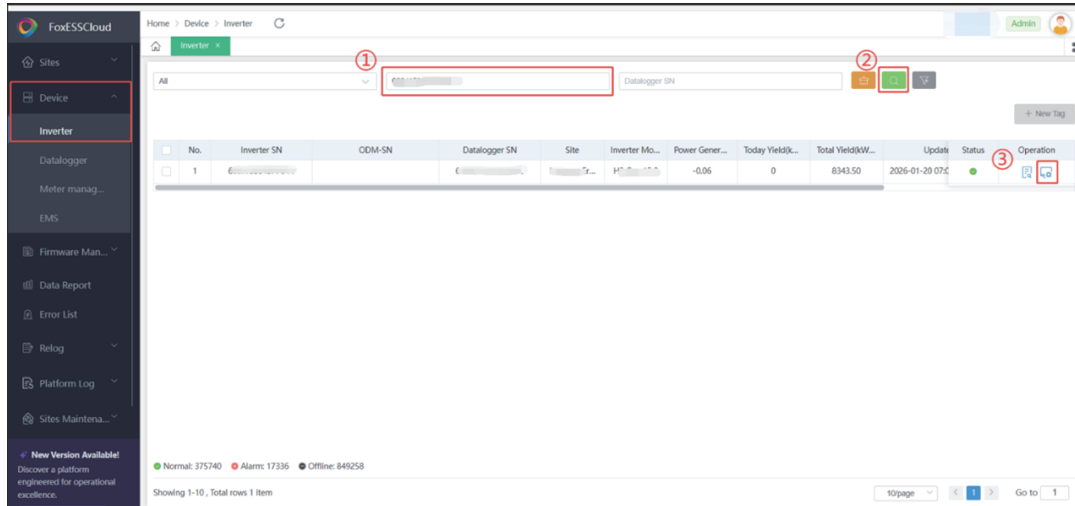 FoxESSCloud
Home > Device > Inverter
Admin
Inverter ×
Sites
Device
Inverter
Datalogger
Meter manag...
EMS
Firmware Man...
Data Report
Error List
Relog
Platform Log
Sites Maintena...
New Version Available!
Discover a platform
engineered for operational
excellence.
① ②
All Datalogger SN
+ New Tag
No. Inverter SN ODM-SN Datalogger SN Site Inverter Mo... Power Gener... Today Yield(k... Total Yield(kW... Update Status ③ Operation
1 -0.06 0 8343.50 2026-01-20 07:0
Normal: 375740 Alarm: 17336 Offline: 849258
Showing 1-10 , Total rows 1 item
10/page < 1 > Go to 1